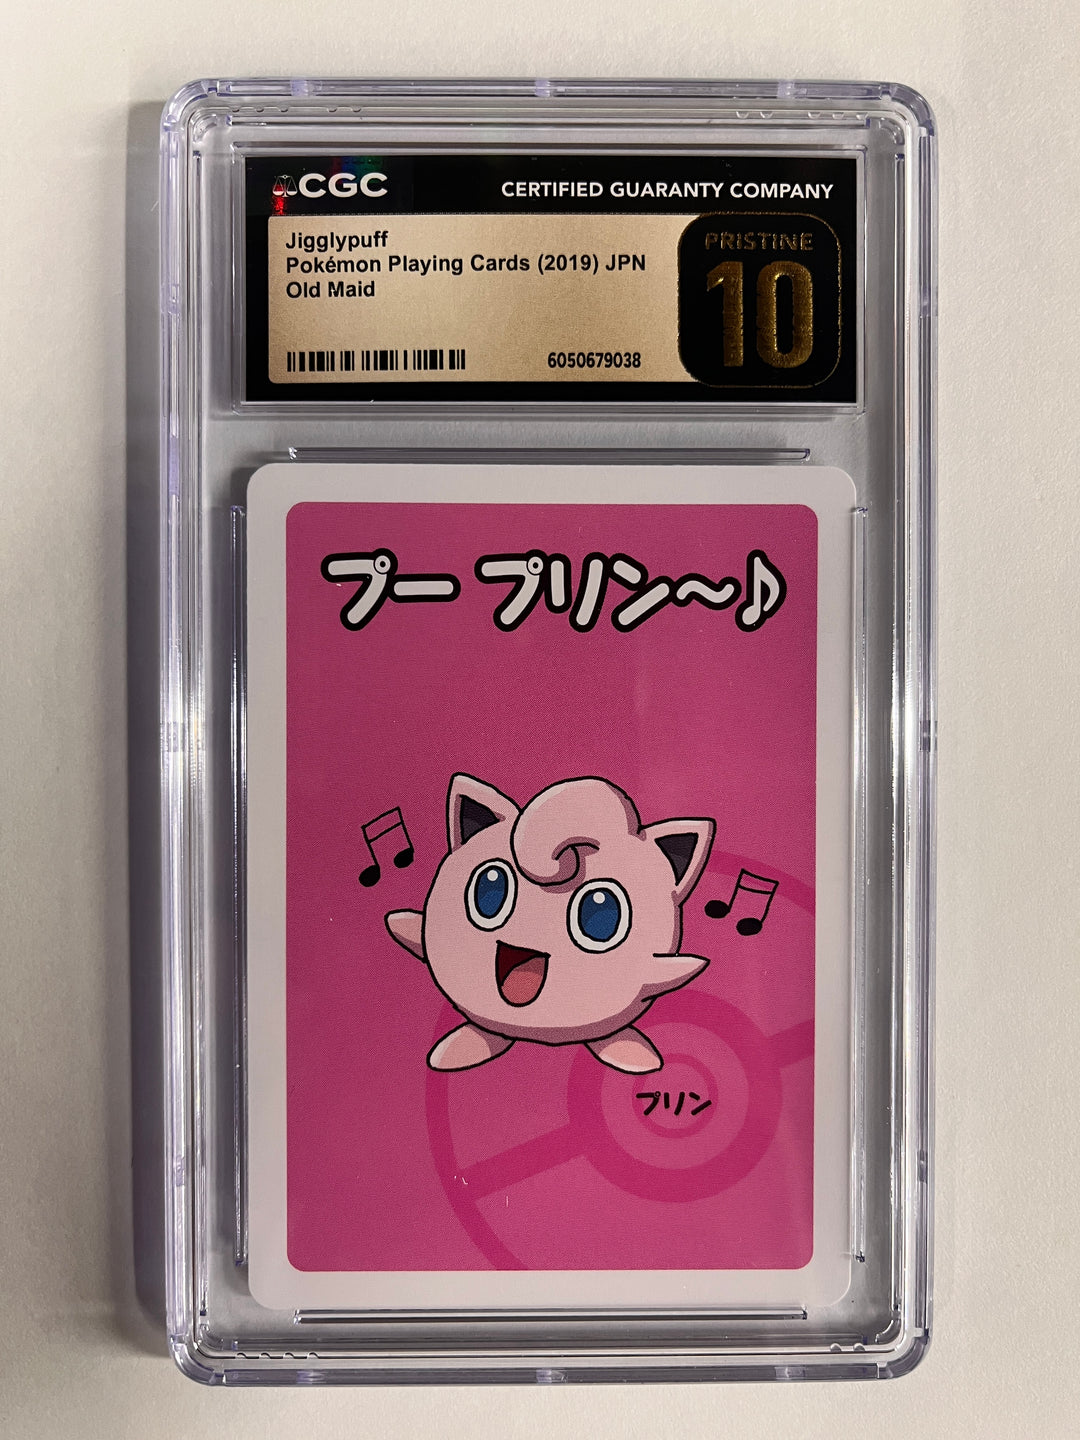 CGC
CERTIFIED GUARANTY COMPANY
Jigglypuff
Pokémon Playing Cards (2019) JPN
Old Maid
6050679038
PRISTINE
10
プー プリン〜♪
プリン